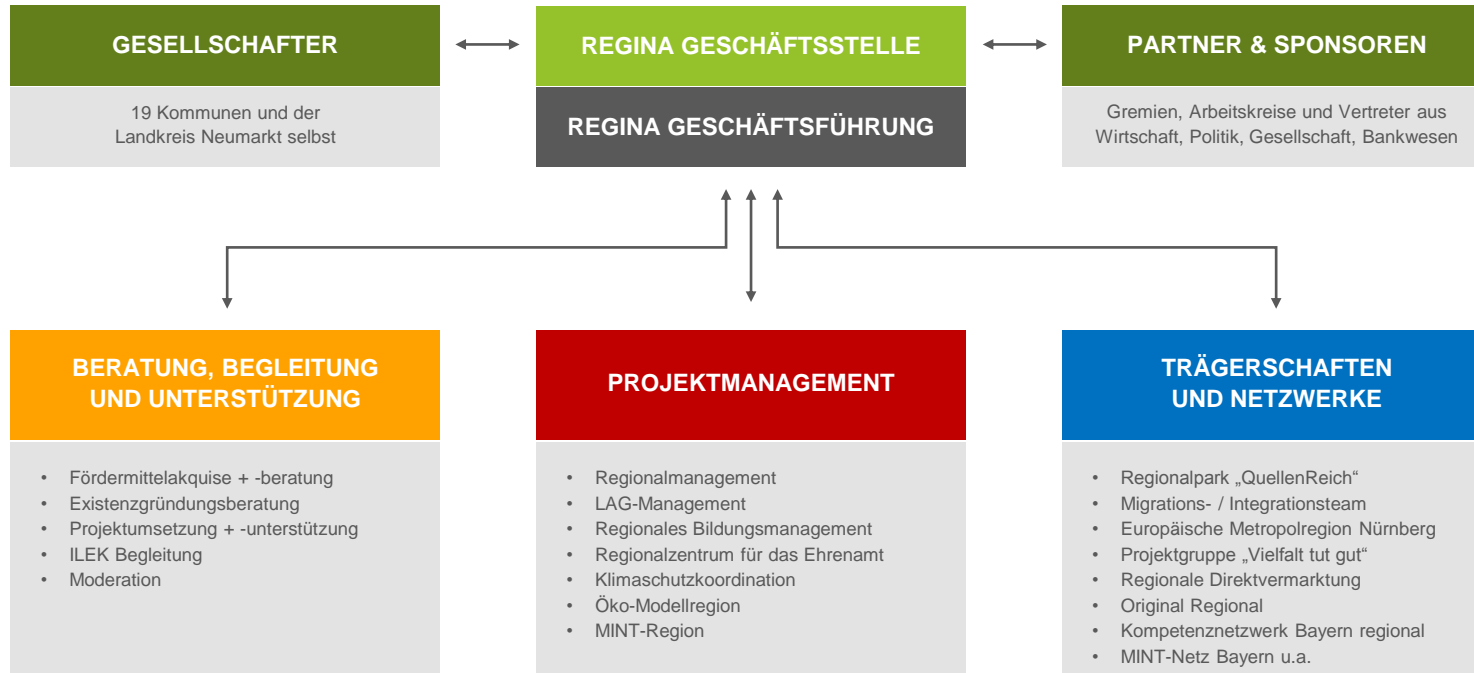 GESELLSCHAFTER
19 Kommunen und der
Landkreis Neumarkt selbst
REGINA GESCHÄFTSSTELLE
REGINA GESCHÄFTSFÜHRUNG
PARTNER & SPONSOREN
Gremien, Arbeitskreise und Vertreter aus
Wirtschaft, Politik, Gesellschaft, Bankwesen
BERATUNG, BEGLEITUNG
UND UNTERSTÜTZUNG
• Fördermittelakquise + -beratung
• Existenzgründungsberatung
• Projektumsetzung + -unterstützung
• ILEK Begleitung
• Moderation
PROJEKTMANAGEMENT
• Regionalmanagement
• LAG-Management
• Regionales Bildungsmanagement
• Regionalzentrum für das Ehrenamt
• Klimaschutzkoordination
• Öko-Modellregion
• MINT-Region
TRÄGERSCHAFTEN
UND NETZWERKE
• Regionalpark „QuellenReich“
• Migrations- / Integrationsteam
• Europäische Metropolregion Nürnberg
• Projektgruppe „Vielfalt tut gut“
• Regionale Direktvermarktung
• Original Regional
• Kompetenznetzwerk Bayern regional
• MINT-Netz Bayern u.a.